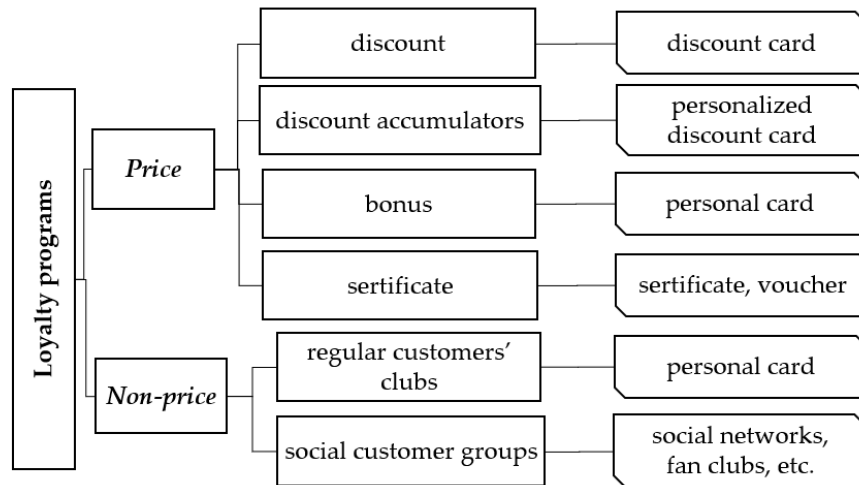 Loyalty programs
Price
discount
discount card
discount accumulators
personalized
discount card
bonus
personal card
sertificate
sertificate, voucher
Non-price
regular customers’
clubs
personal card
social customer groups
social networks,
fan clubs, etc.